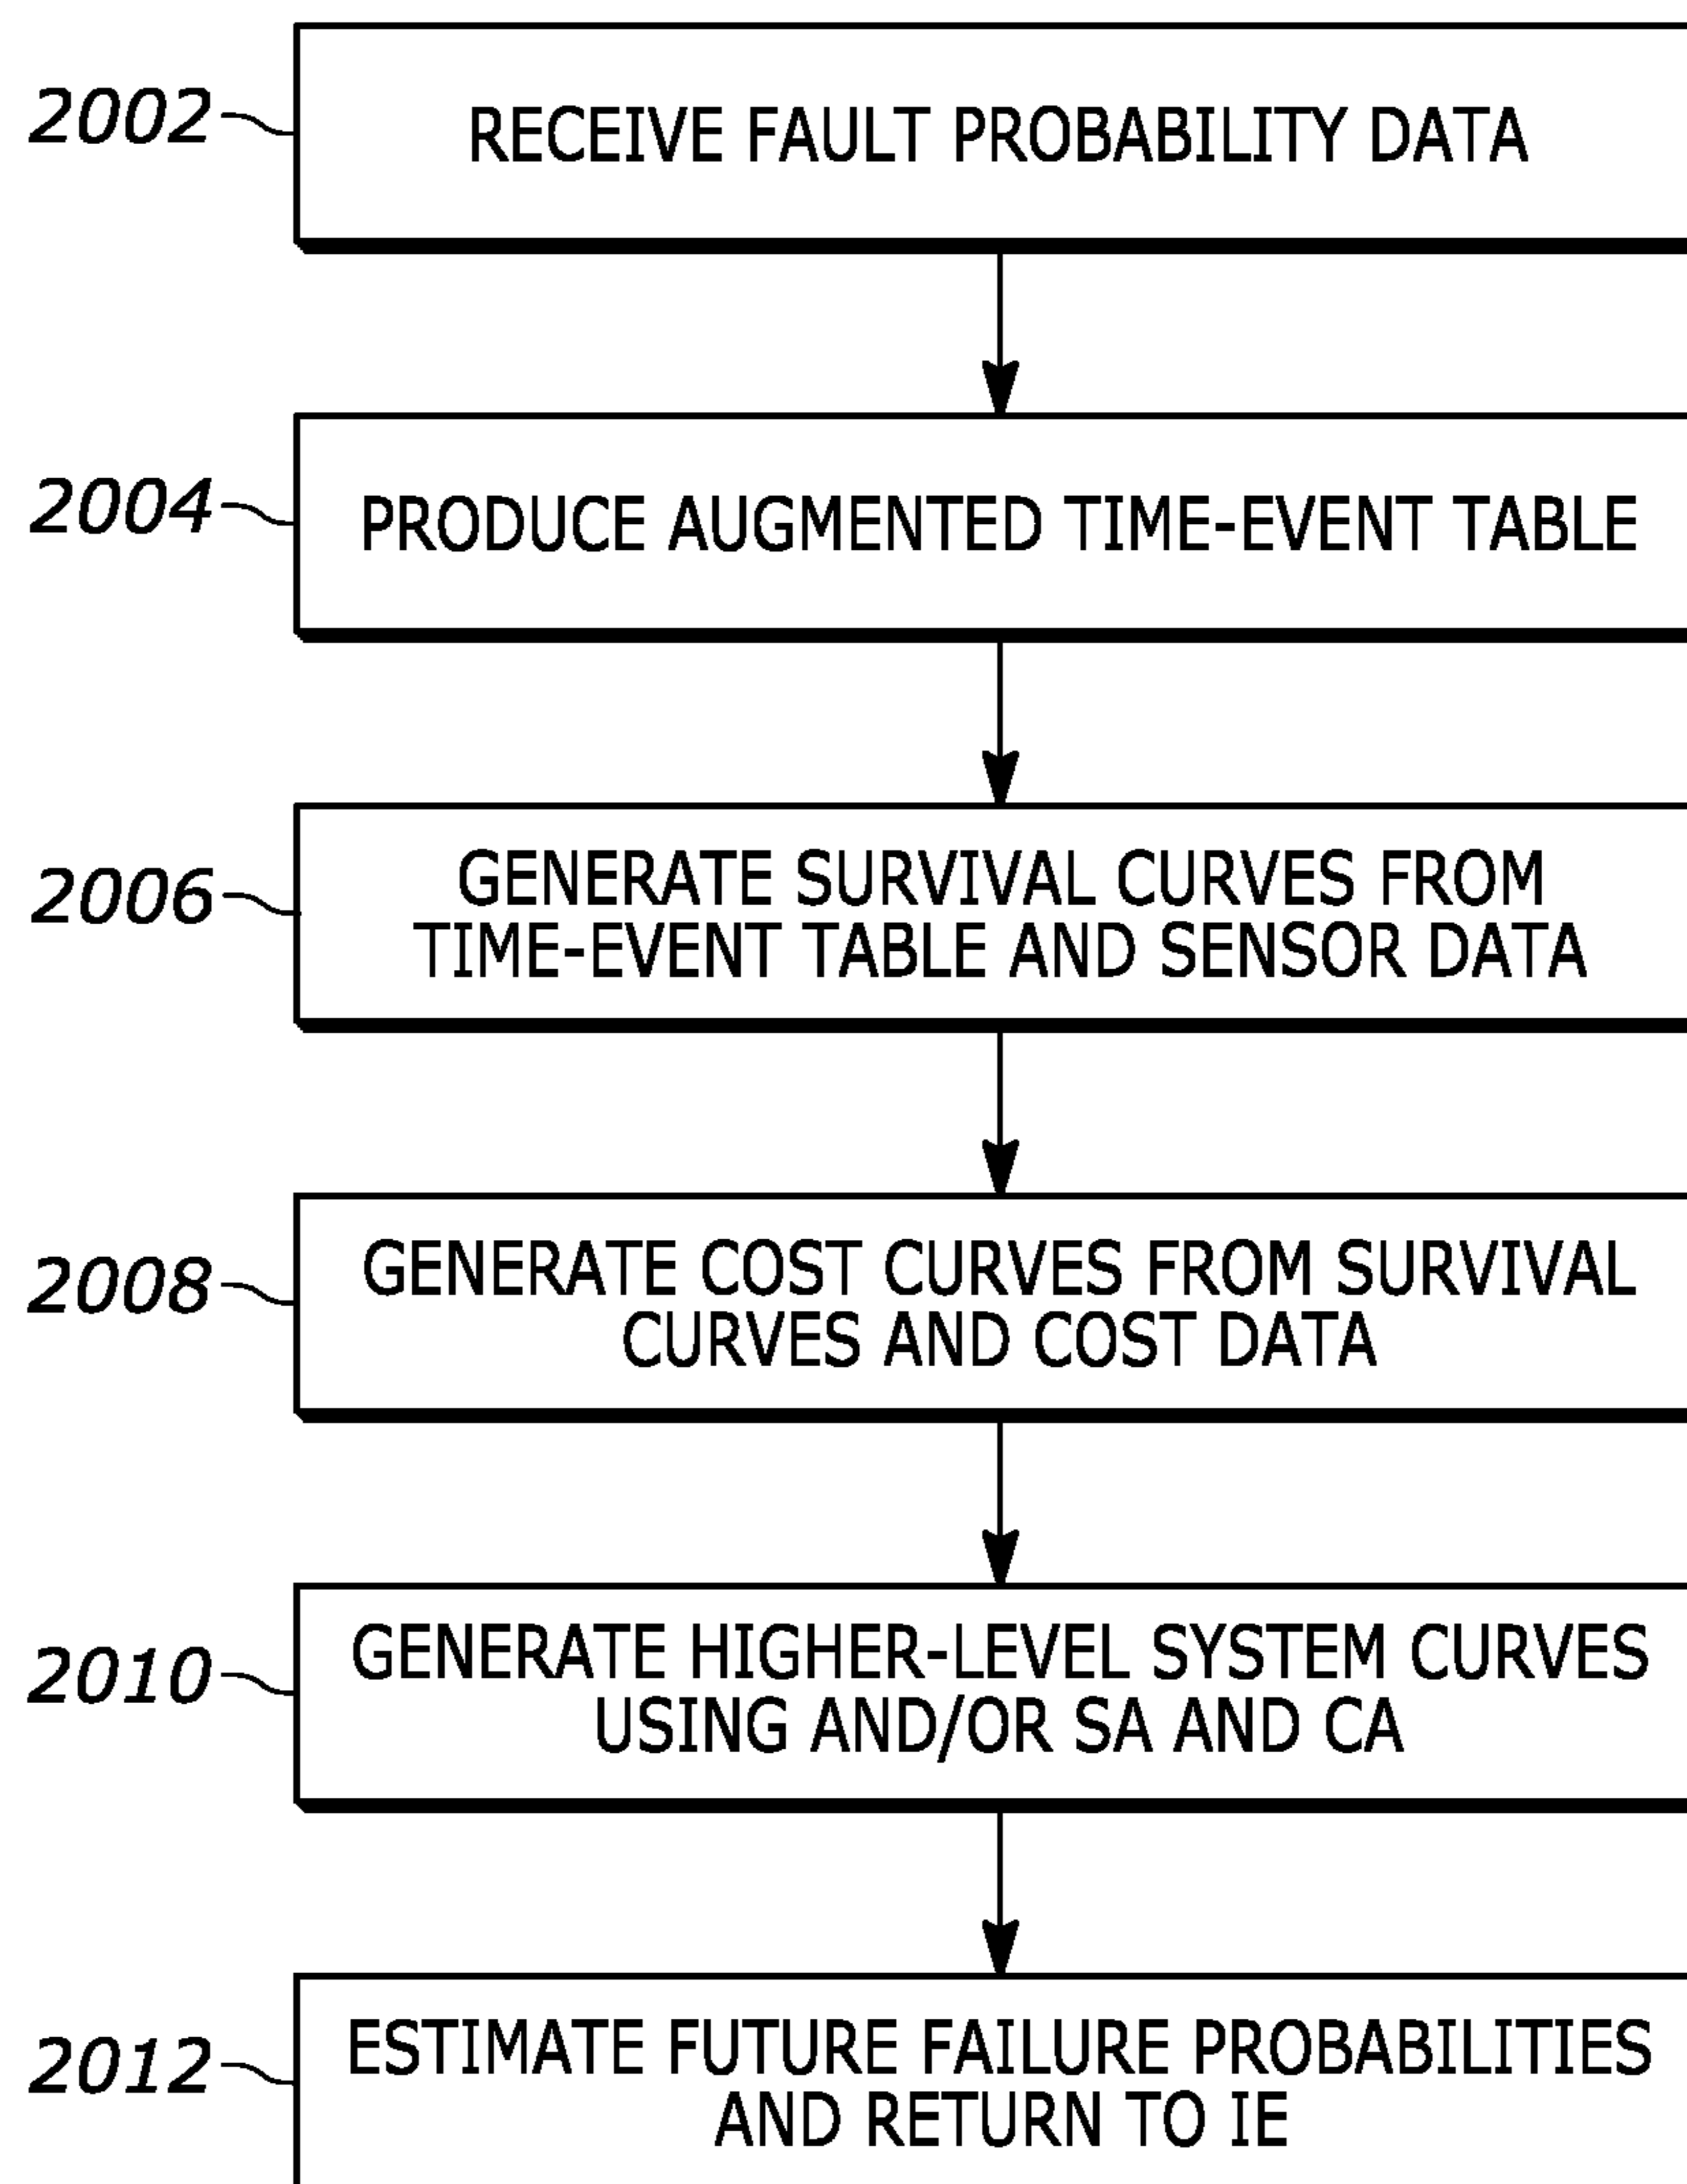 2002
RECEIVE FAULT PROBABILITY DATA
2004
PRODUCE AUGMENTED TIME-EVENT TABLE
2006
GENERATE SURVIVAL CURVES FROM
TIME-EVENT TABLE AND SENSOR DATA
2008
GENERATE COST CURVES FROM SURVIVAL
CURVES AND COST DATA
2010
GENERATE HIGHER-LEVEL SYSTEM CURVES
USING AND/OR SA AND CA
2012
ESTIMATE FUTURE FAILURE PROBABILITIES
AND RETURN TO IE